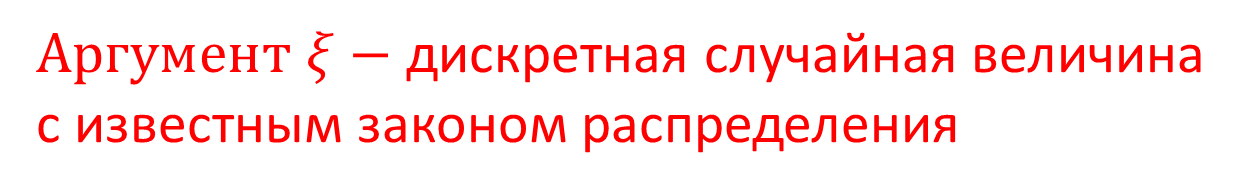 Аргумент ξ − дискретная случайная величина
с известным законом распределения